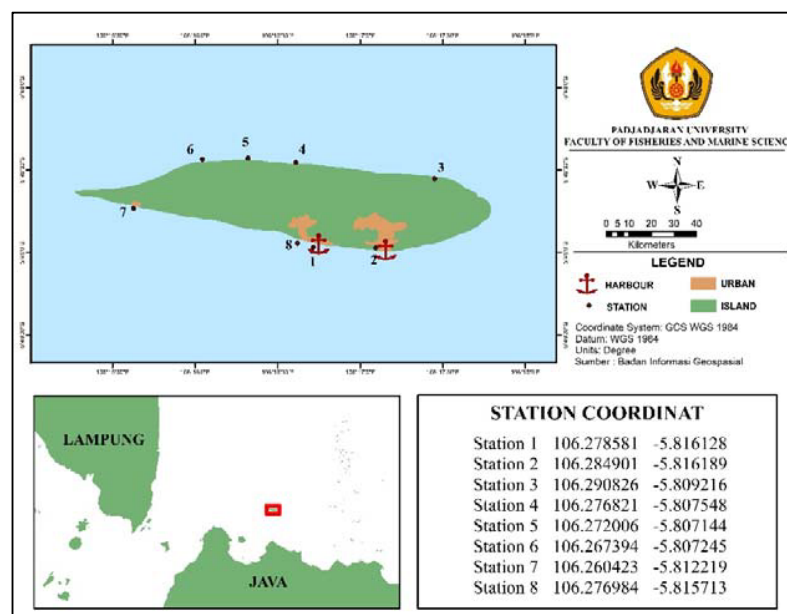 6
5
4
3
7
8
1
2
PADJADJARAN UNIVERSITY
FACULTY OF FISHERIES AND MARINE SCIENC
N
W E
S
0 5 10 20 30 40
Kilometers
LEGEND
HARBOUR URBAN
STATION ISLAND
Coordinate System: GCS WGS 1984
Datum: WGS 1984
Units: Degree
Sumber : Badan Informasi Geospasial
LAMPUNG
JAVA
STATION COORDINAT
Station 1 106.278581 -5.816128
Station 2 106.284901 -5.816189
Station 3 106.290826 -5.809216
Station 4 106.276821 -5.807548
Station 5 106.272006 -5.807144
Station 6 106.267394 -5.807245
Station 7 106.260423 -5.812219
Station 8 106.276984 -5.815713